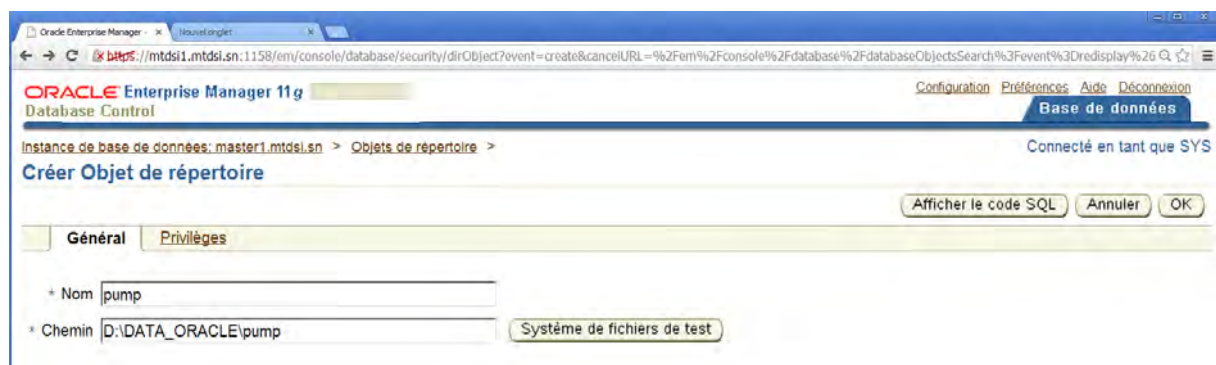 Oracle Enterprise Manager - ×
Nouvel onglet ×
https://mtdsi1.mtdsi.sn:1158/em/console/database/security/dirObject?event=create&cancelURL=%2Fem%2Fconsole%2Fdatabase%2FdatabaseObjectsSearch%3Fevent%3Dredisplay%26
ORACLE Enterprise Manager 11g
Database Control
Configuration Préférences Aide Déconnexion
Base de données
Instance de base de données: master1.mtdsi.sn > Objets de répertoire >
Connecté en tant que SYS
Créer Objet de répertoire
Afficher le code SQL Annuler OK
Général Privilèges
* Nom pump
* Chemin D:\DATA_ORACLE\pump Système de fichiers de test